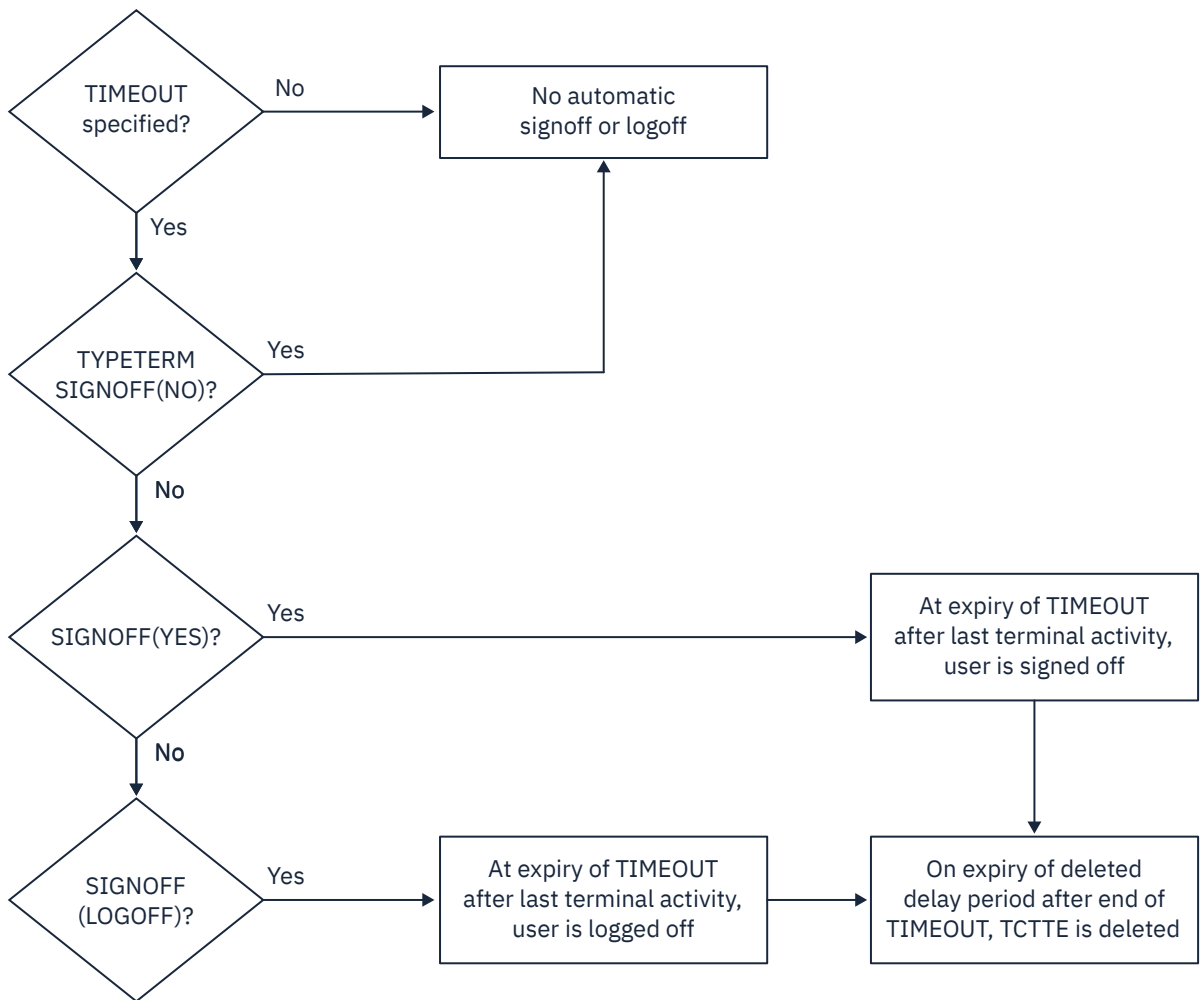 TIMEOUT
specified?
No
No automatic
signoff or logoff
Yes
TYPETERM
SIGNOFF(NO)?
Yes
No
SIGNOFF(YES)?
Yes
At expiry of TIMEOUT
after last terminal activity,
user is signed off
No
SIGNOFF
(LOGOFF)?
Yes
At expiry of TIMEOUT
after last terminal activity,
user is logged off
On expiry of deleted
delay period after end of
TIMEOUT, TCTTE is deleted